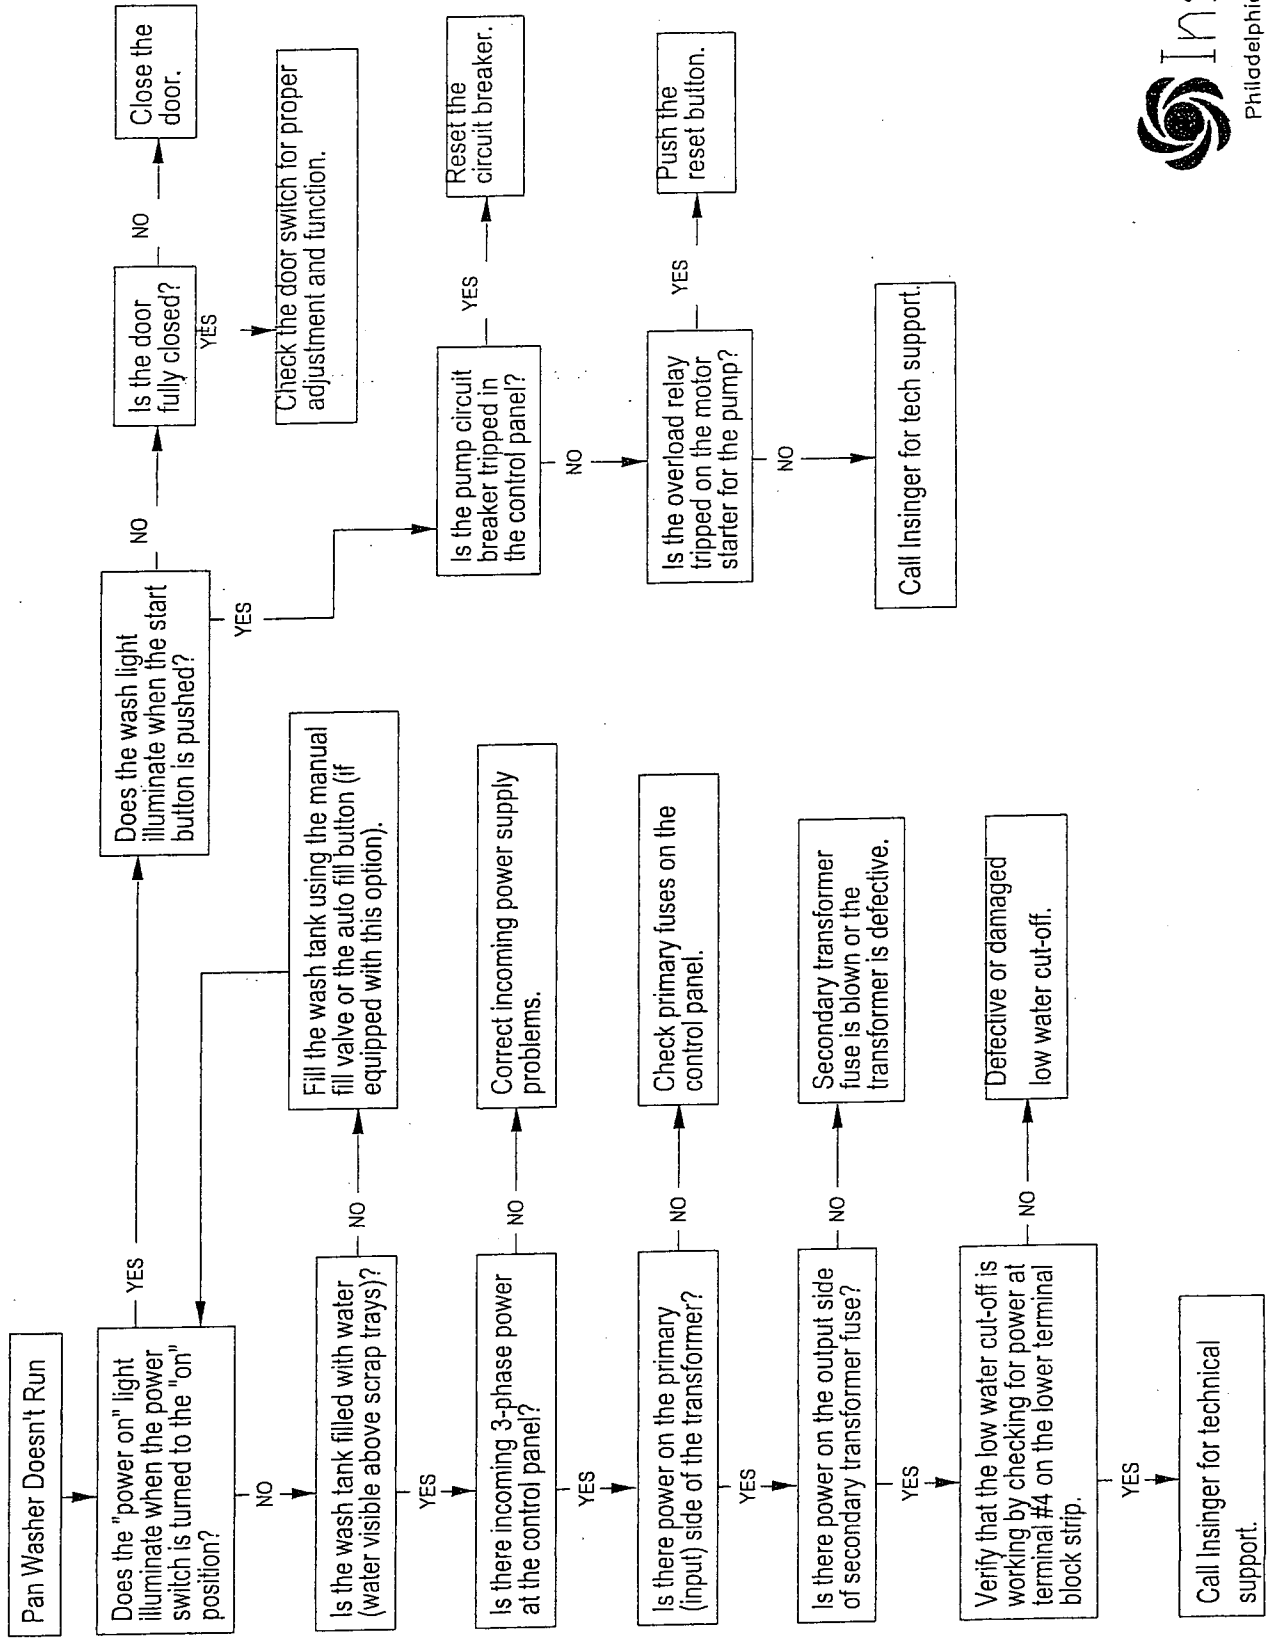 Pan Washer Doesn't Run
Does the "power on" light
illuminate when the power
switch is turned to the "on"
position?
YES
NO
Is the wash tank filled with water
(water visible above scrap trays)?
NO
Fill the wash tank using the manual
fill valve or the auto fill button (if
equipped with this option).
YES
Is there incoming 3-phase power
at the control panel?
NO
Correct incoming power supply
problems.
YES
Is there power on the primary
(input) side of the transformer?
NO
Check primary fuses on the
control panel.
YES
Is there power on the output side
of secondary transformer fuse?
NO
Secondary transformer
fuse is blown or the
transformer is defective.
YES
Verify that the low water cut-off is
working by checking for power at
terminal #4 on the lower terminal
block strip.
NO
Defective or damaged
low water cut-off.
YES
Call Insinger for technical
support.
Does the wash light
illuminate when the start
button is pushed?
NO
Is the door
fully closed?
NO
Close the
door.
YES
Check the door switch for proper
adjustment and function.
YES
Is the pump circuit
breaker tripped in
the control panel?
YES
Reset the
circuit breaker.
NO
Is the overload relay
tripped on the motor
starter for the pump?
YES
Push the
reset button.
NO
Call Insinger for tech support.